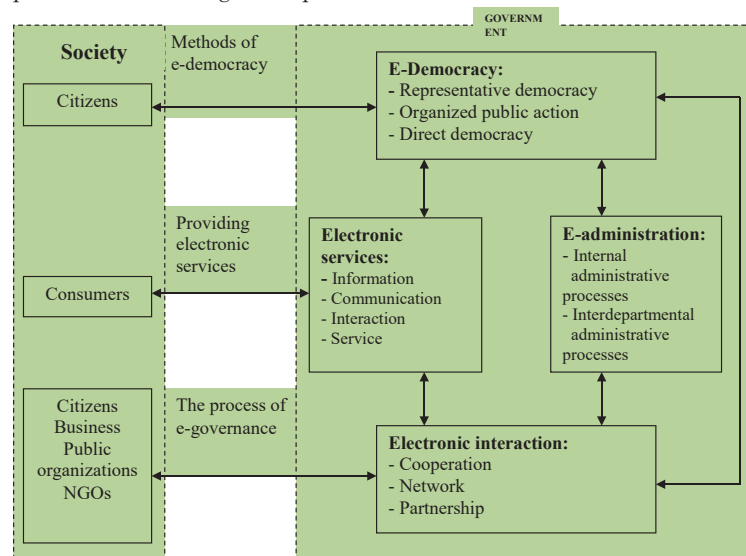 GOVERNM
ENT
Society
Methods of
e-democracy
E-Democracy:
- Representative democracy
- Organized public action
- Direct democracy
Citizens
Providing
electronic
services
Electronic
services:
- Information
- Communication
- Interaction
- Service
E-administration:
- Internal
administrative
processes
- Interdepartmental
administrative
processes
Consumers
Citizens
Business
Public
organizations
NGOs
The process of
e-governance
Electronic interaction:
- Cooperation
- Network
- Partnership